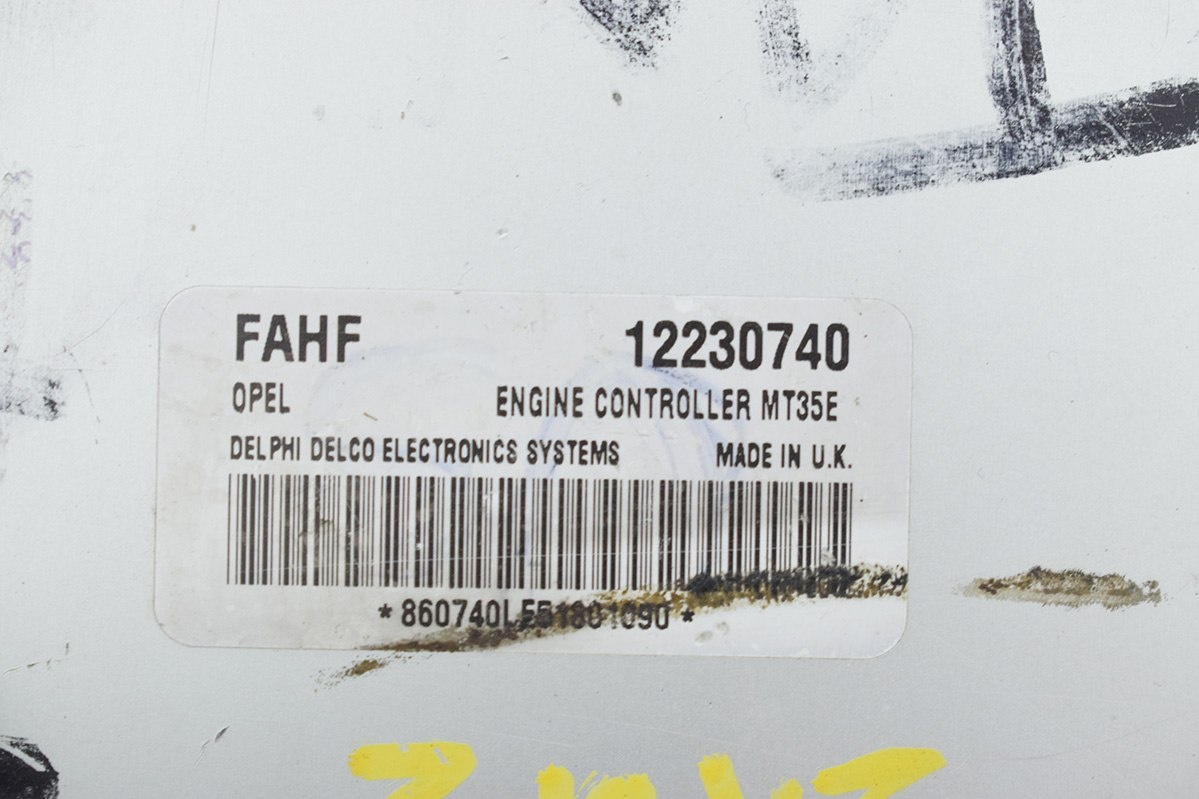 FAHF 12230740
OPEL ENGINE CONTROLLER MT35E
DELPHI DELCO ELECTRONICS SYSTEMS MADE IN U.K.